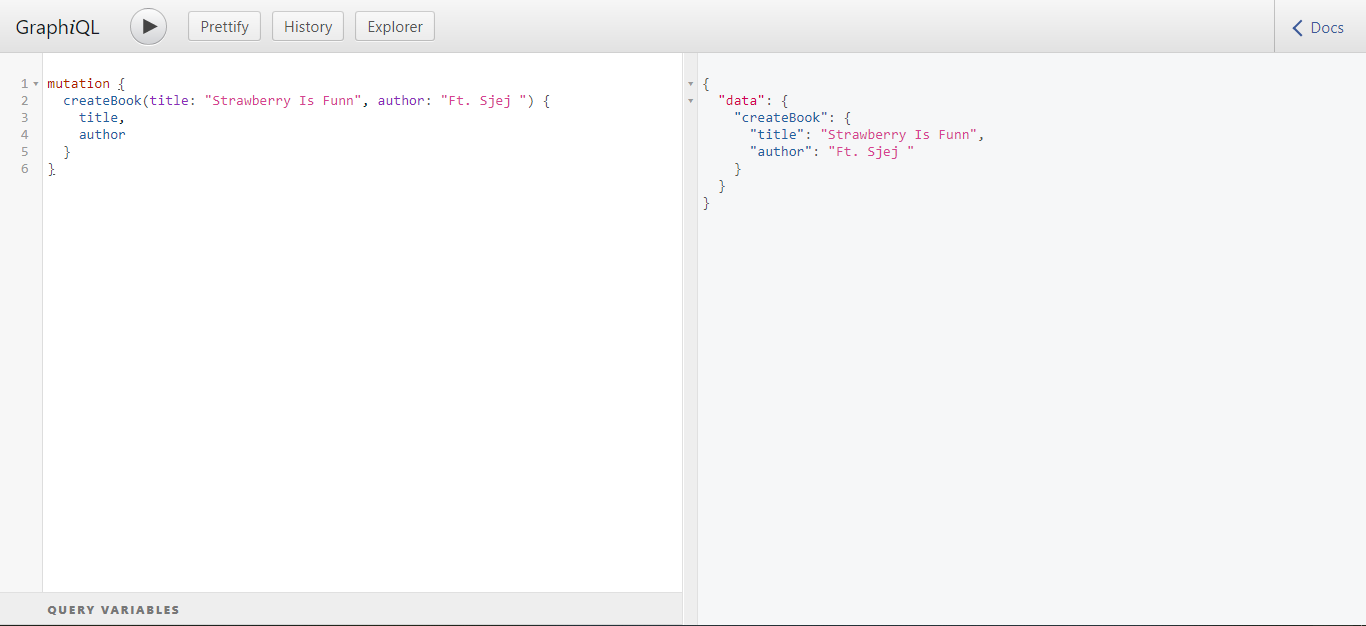 GraphiQL Prettify History Explorer Docs
1 mutation {
2   createBook(title: "Strawberry Is Funn", author: "Ft. Sjej ") {
3     title,
4     author
5   }
6 }
{
  "data": {
    "createBook": {
      "title": "Strawberry Is Funn",
      "author": "Ft. Sjej "
    }
  }
}
QUERY VARIABLES